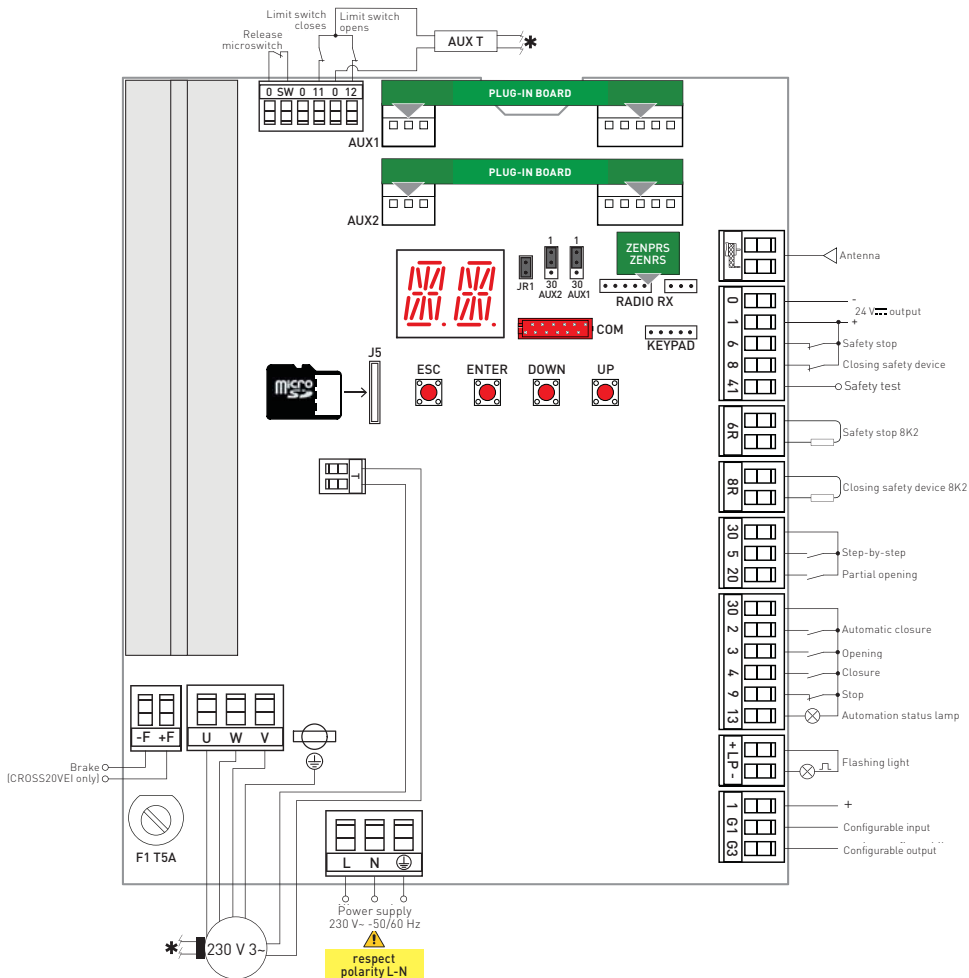 Limit switch closes
Limit switch opens
Release microswitch
AUX T
*
0 SW 0 11 0 12
PLUG-IN BOARD
AUX1
PLUG-IN BOARD
AUX2
ZENPRS
ZENRS
1 1
JR1
30 30
AUX2 AUX1
RADIO RX
COM
KEYPAD
J5
micro SD
ESC ENTER DOWN UP
T
Antenna
0
1
6
8
41
-
24 V output
+
Safety stop
Closing safety device
Safety test
6R
Safety stop 8K2
8R
Closing safety device 8K2
30
5
20
Step-by-step
Partial opening
30
2
3
4
9
13
Automatic closure
Opening
Closure
Stop
Automation status lamp
+ LP -
Flashing light
1
G1
G3
+
Configurable input
Configurable output
-F +F
U W V
Brake
(CROSS20VEI only)
F1 T5A
L N
Power supply
230 V~ -50/60 Hz
respect
polarity L-N
*
230 V 3~